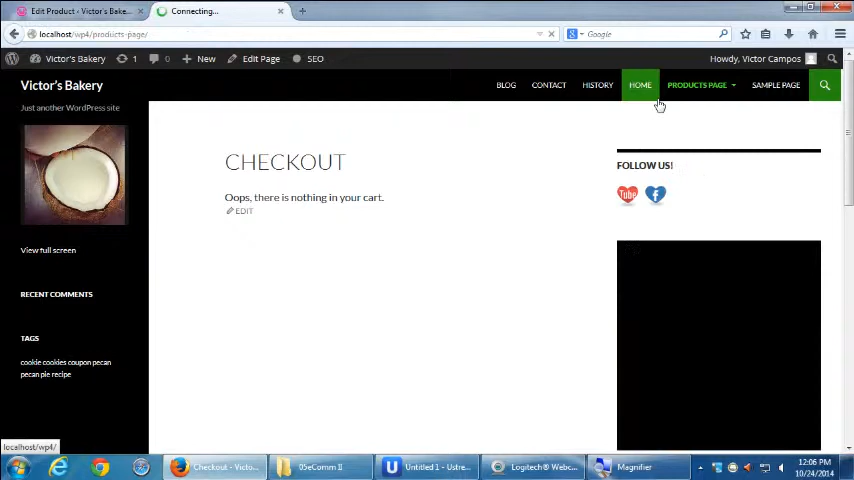 Edit Product ‹ Victor's Bake...
Connecting...
localhost/wp4/products-page/
Google
Victor's Bakery
1
0
New
Edit Page
SEO
Howdy, Victor Campos
Victor's Bakery
BLOG
CONTACT
HISTORY
HOME
PRODUCTS PAGE
SAMPLE PAGE
Just another WordPress site
CHECKOUT
Oops, there is nothing in your cart.
EDIT
FOLLOW US!
Tube
f
View full screen
RECENT COMMENTS
TAGS
cookie cookies coupon pecan
pecan pie recipe
localhost/wp4/
Checkout - Victo...
05eComm II
U
Untitled 1 - Ustre...
Logitech® Webc...
Magnifier
12:06 PM
10/24/2014